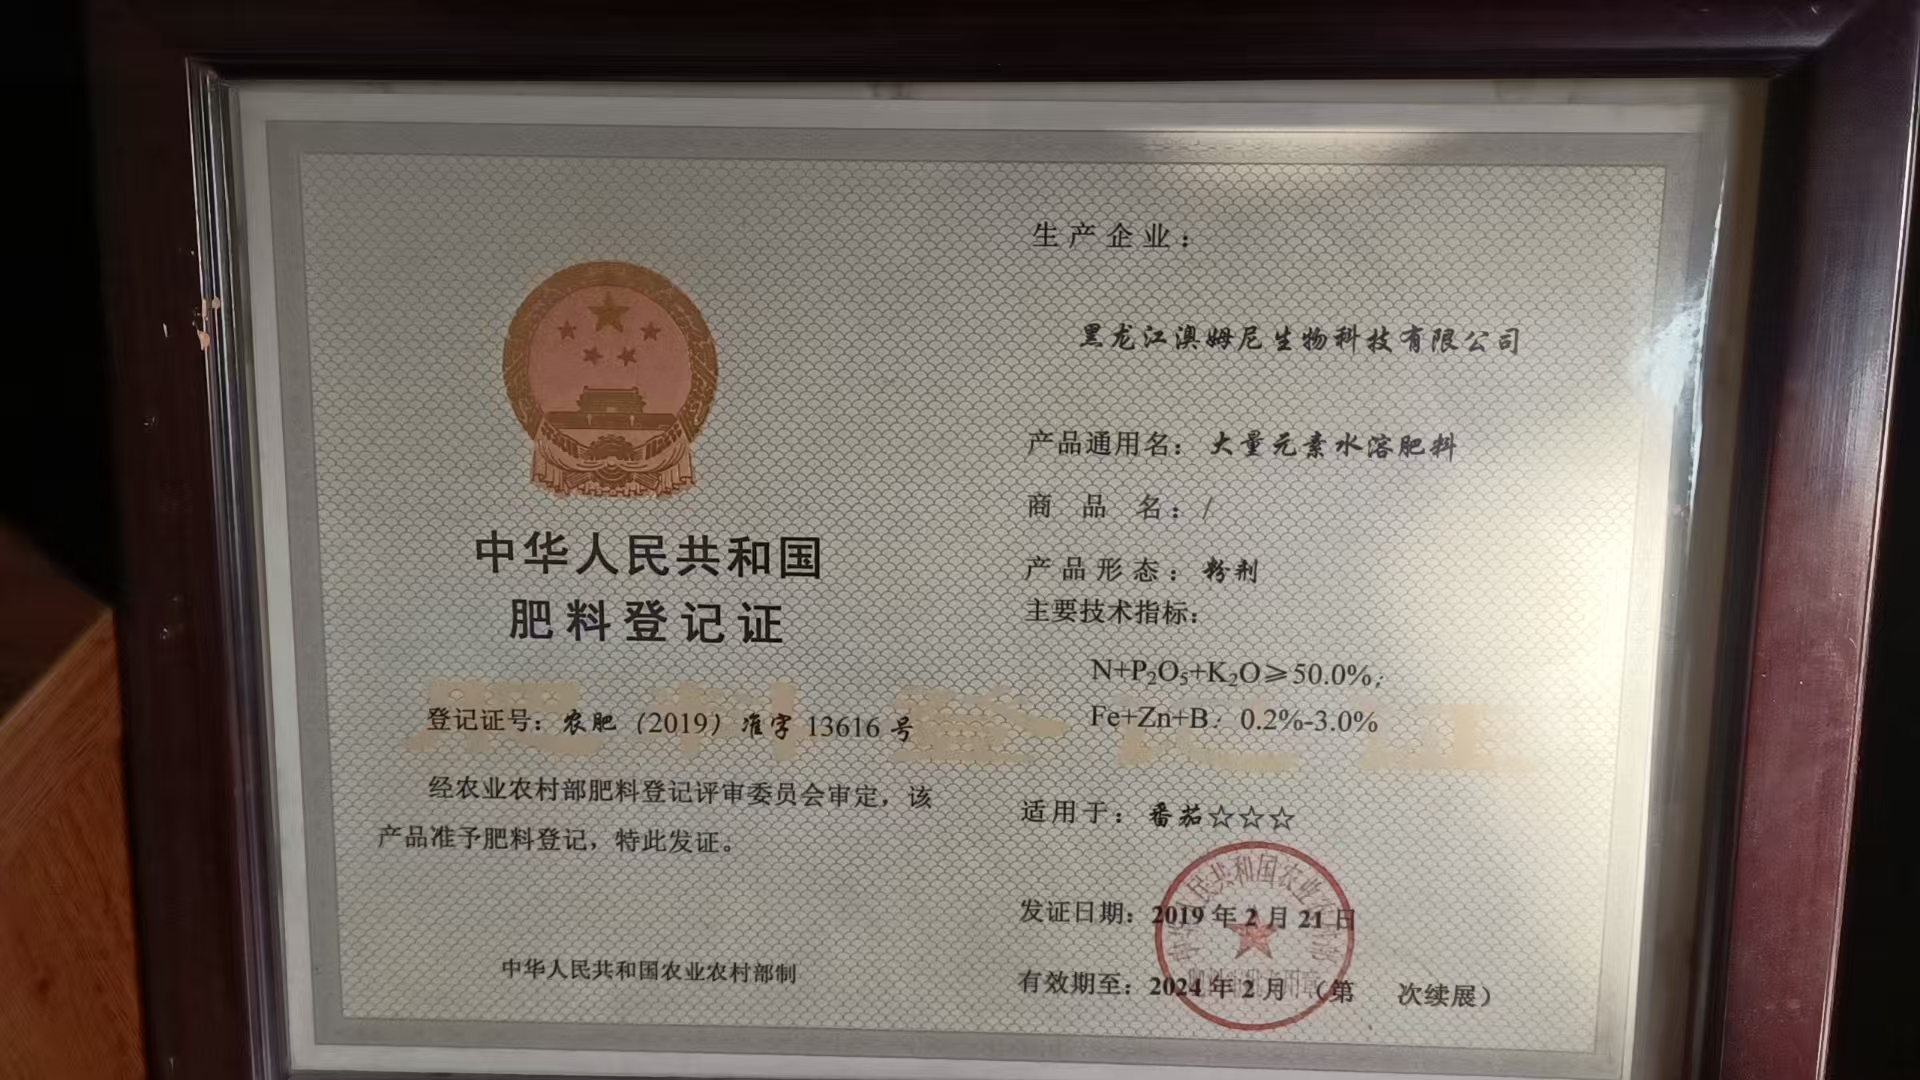 中华人民共和国
肥料登记证
登记证号：农肥（2019）准字 13616 号
经农业农村部肥料登记评审委员会审定，该
产品准予肥料登记，特此发证。
中华人民共和国农业农村部制
生产企业：
黑龙江澳姆尼生物科技有限公司
产品通用名：大量元素水溶肥料
商品名：/
产品形态：粉剂
主要技术指标：
N+P₂O₅+K₂O≥50.0%；
Fe+Zn+B：0.2%-3.0%
适用于：番茄☆☆☆
发证日期：2019 年 2 月 21 日
有效期至：2024 年 2 月 （第 次续展）
肥料登记证